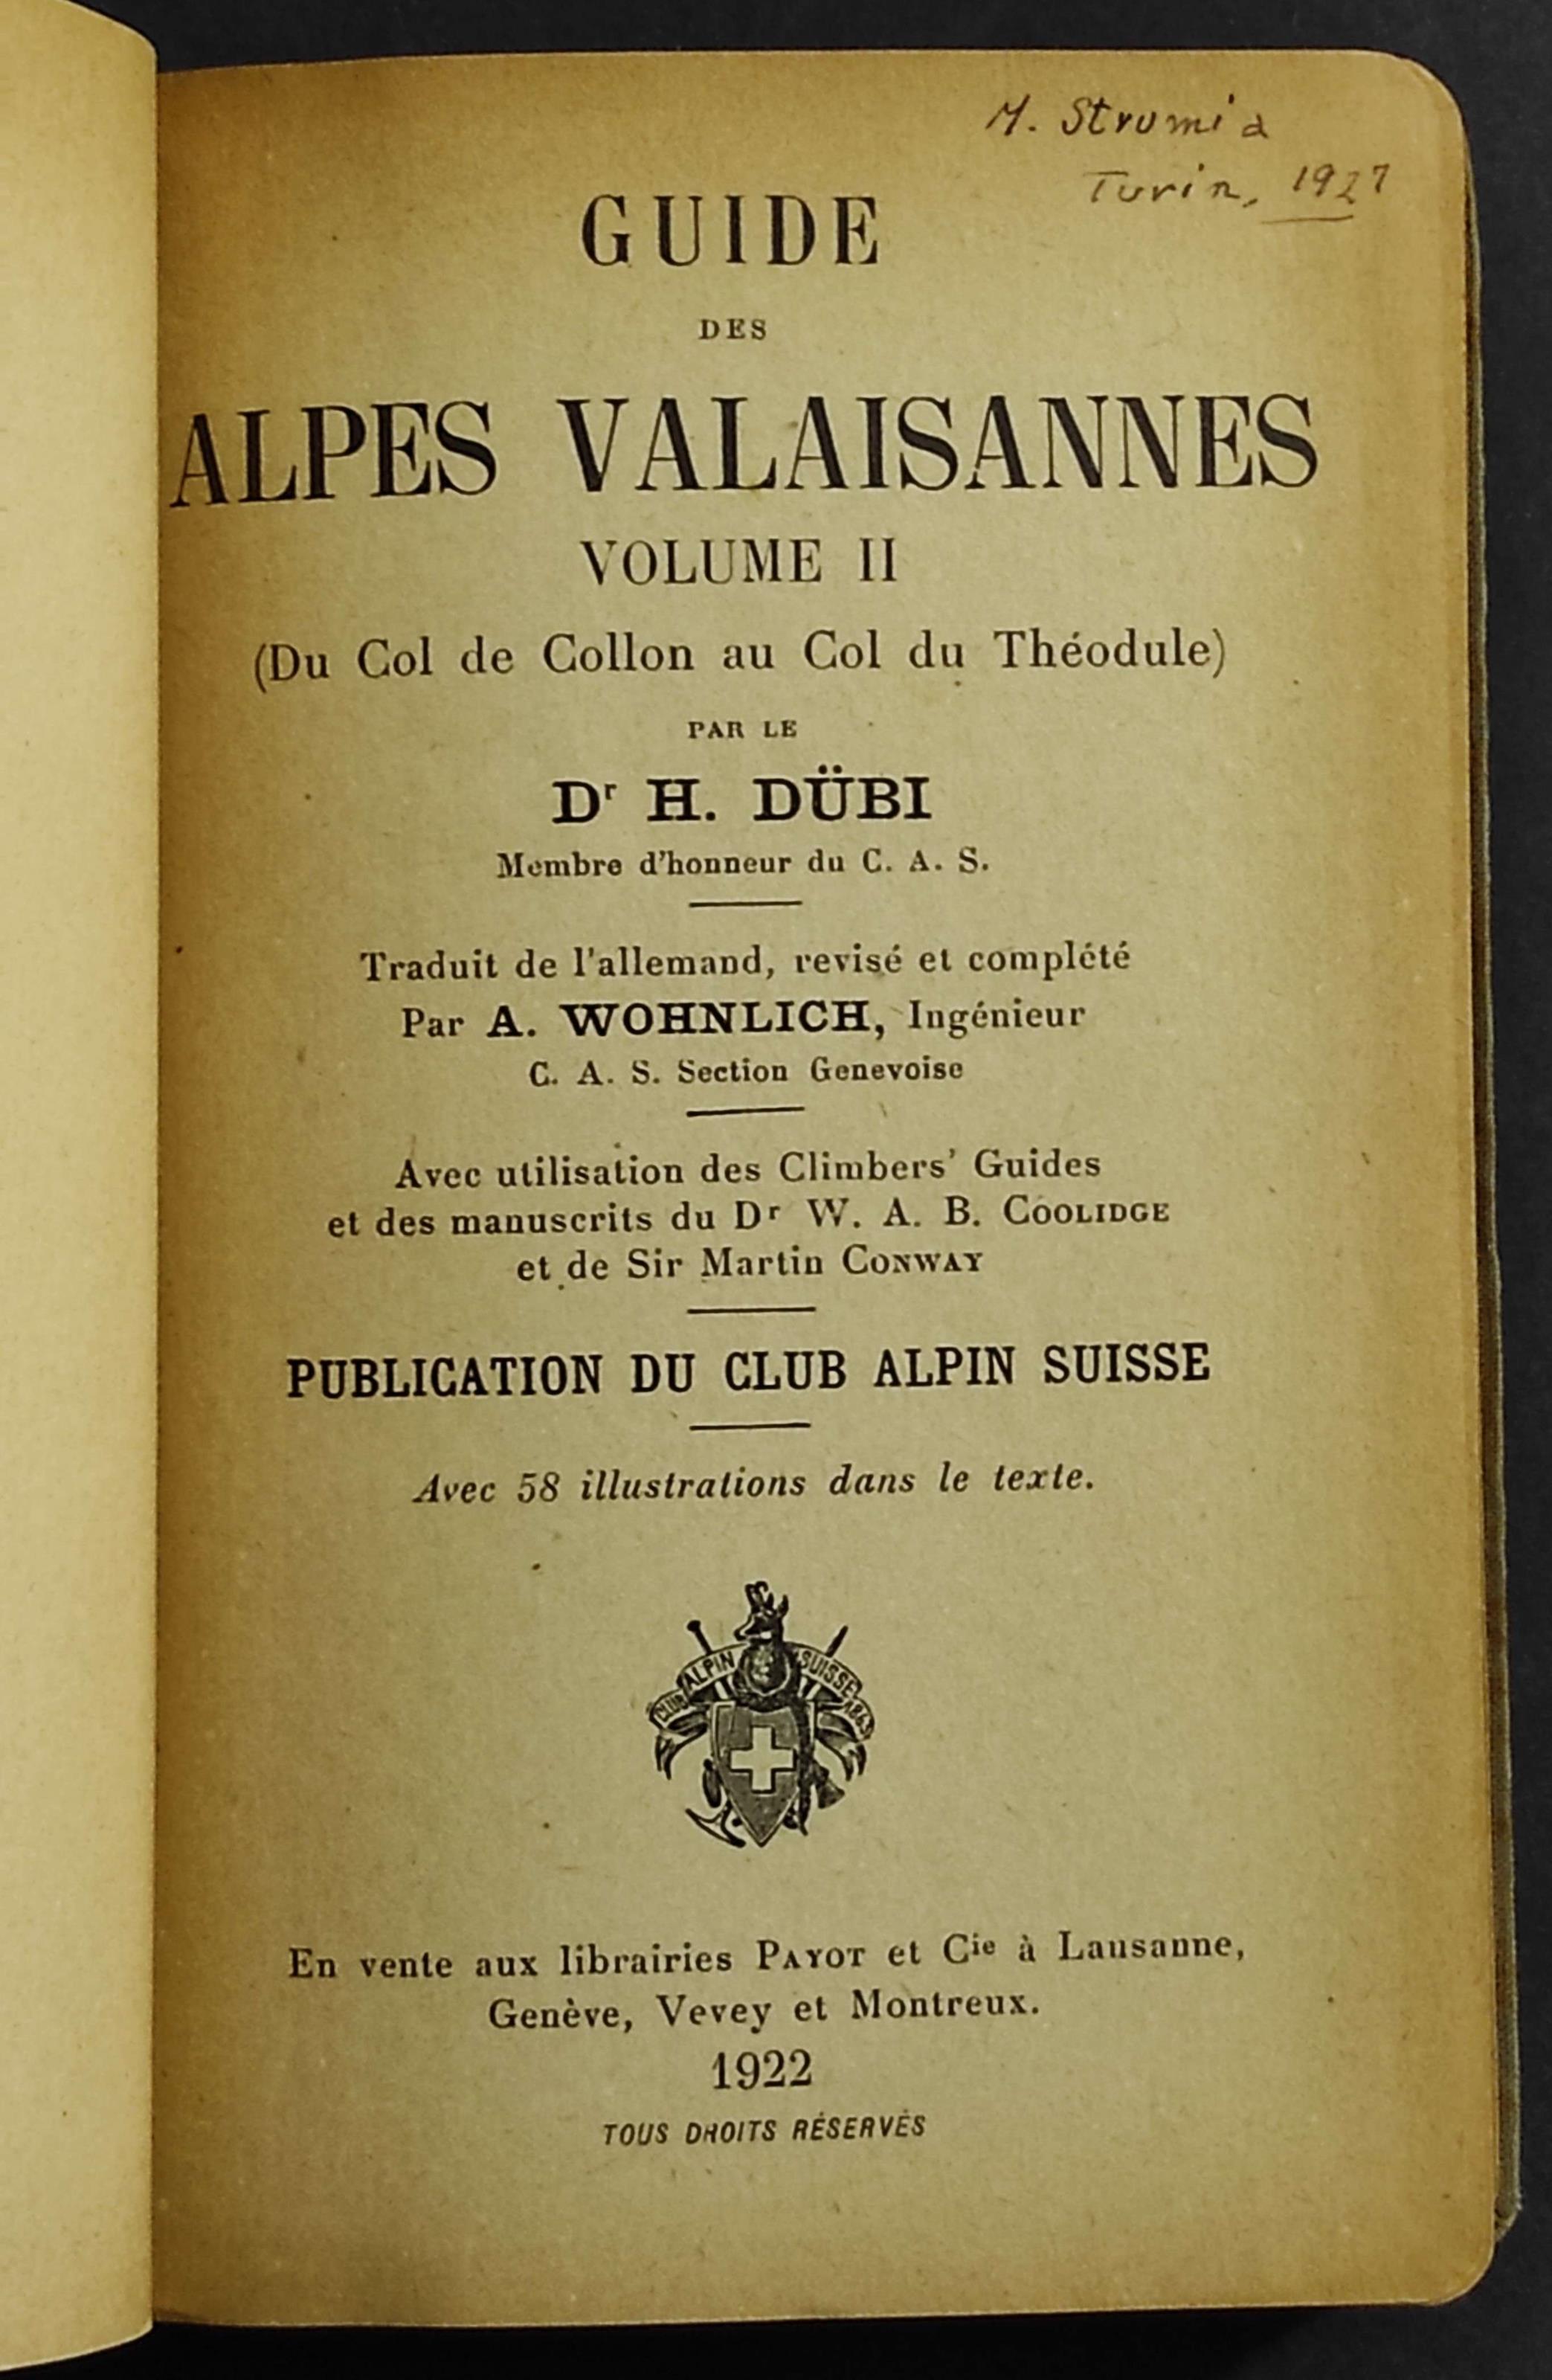 M. Strumia
Turin, 1927
GUIDE
DES
ALPES VALAISANNES
VOLUME II
(Du Col de Collon au Col du Théodule)
PAR LE
Dr H. DÜBI
Membre d'honneur du C. A. S.
Traduit de l'allemand, revisé et complété
Par A. WOHNLICH, Ingénieur
C. A. S. Section Genevoise
Avec utilisation des Climbers' Guides
et des manuscrits du Dr W. A. B. COOLIDGE
et de Sir Martin CONWAY
PUBLICATION DU CLUB ALPIN SUISSE
Avec 58 illustrations dans le texte.
CLUB ALPIN SUISSE 1863
En vente aux librairies PAYOT et Cie à Lausanne,
Genève, Vevey et Montreux.
1922
TOUS DROITS RÉSERVÉS